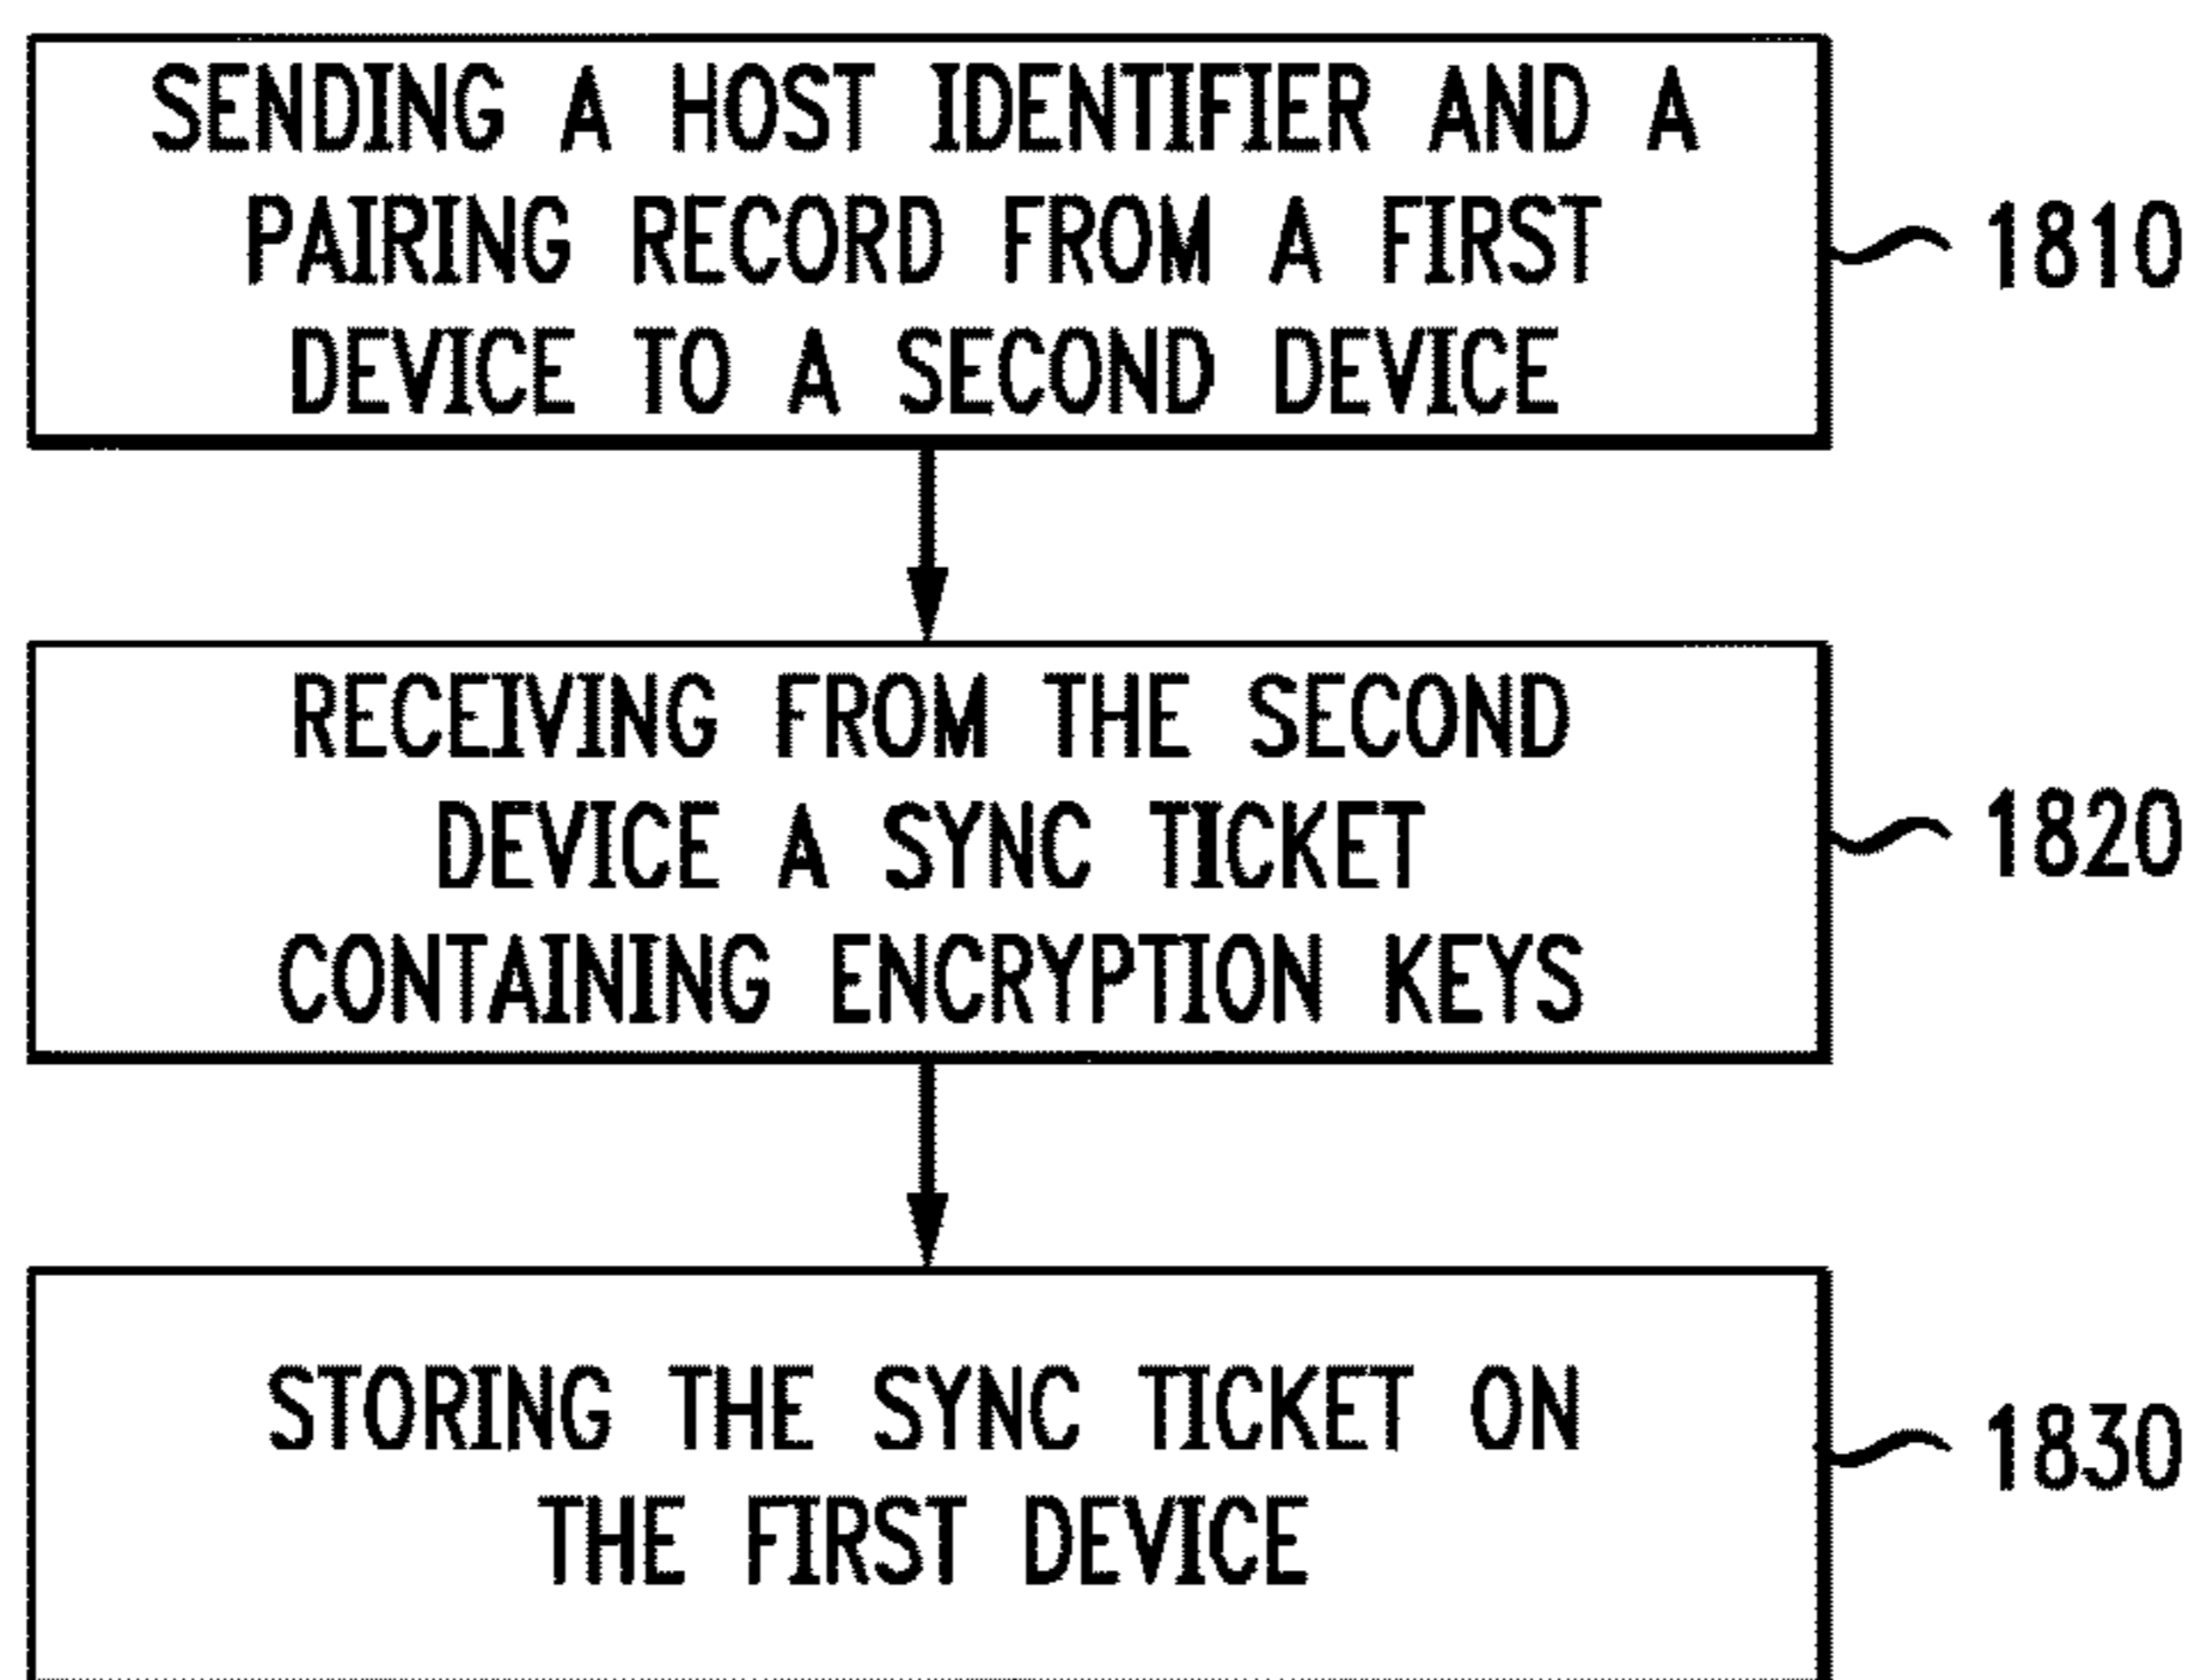 SENDING A HOST IDENTIFIER AND A
PAIRING RECORD FROM A FIRST
DEVICE TO A SECOND DEVICE
1810
RECEIVING FROM THE SECOND
DEVICE A SYNC TICKET
CONTAINING ENCRYPTION KEYS
1820
STORING THE SYNC TICKET ON
THE FIRST DEVICE
1830